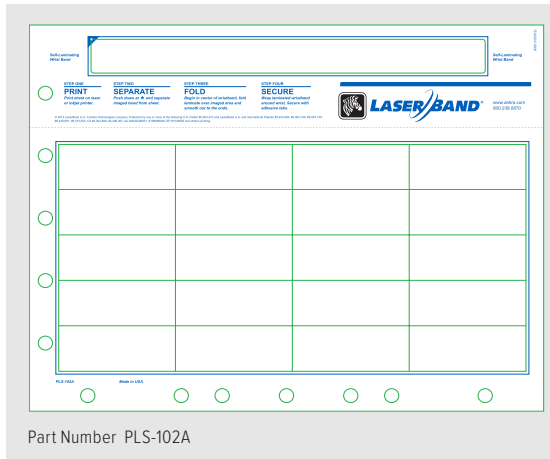 Self-Laminating
Wrist Band
Self-Laminating
Wrist Band
STEP ONE
PRINT
Print sheet on laser
or inkjet printer.
STEP TWO
SEPARATE
Push down at and separate
imaged band from sheet.
STEP THREE
FOLD
Begin in center of wristband, fold
laminate over imaged area and
smooth out to the ends.
STEP FOUR
SECURE
Wrap laminated wristband
around wrist. Secure with
adhesive tabs.
LASERBAND®
www.zebra.com
800.238.0870
PLS-102A
Made in USA
Part Number PLS-102A